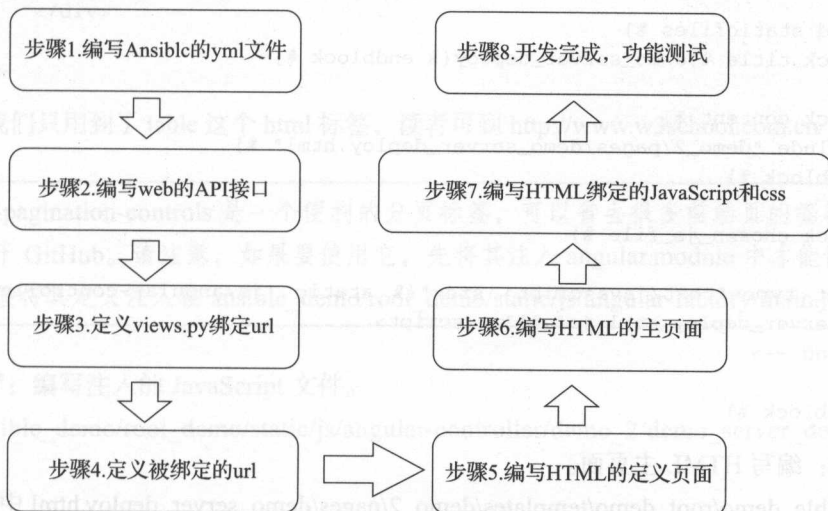 步骤1.编写Ansiblc的yml文件
步骤2.编写web的API接口
步骤3.定义views.py绑定url
步骤4.定义被绑定的url
步骤5.编写HTML的定义页面
步骤6.编写HTML的主页面
步骤7.编写HTML绑定的JaraScript和css
步骤8.开发完成，功能测试